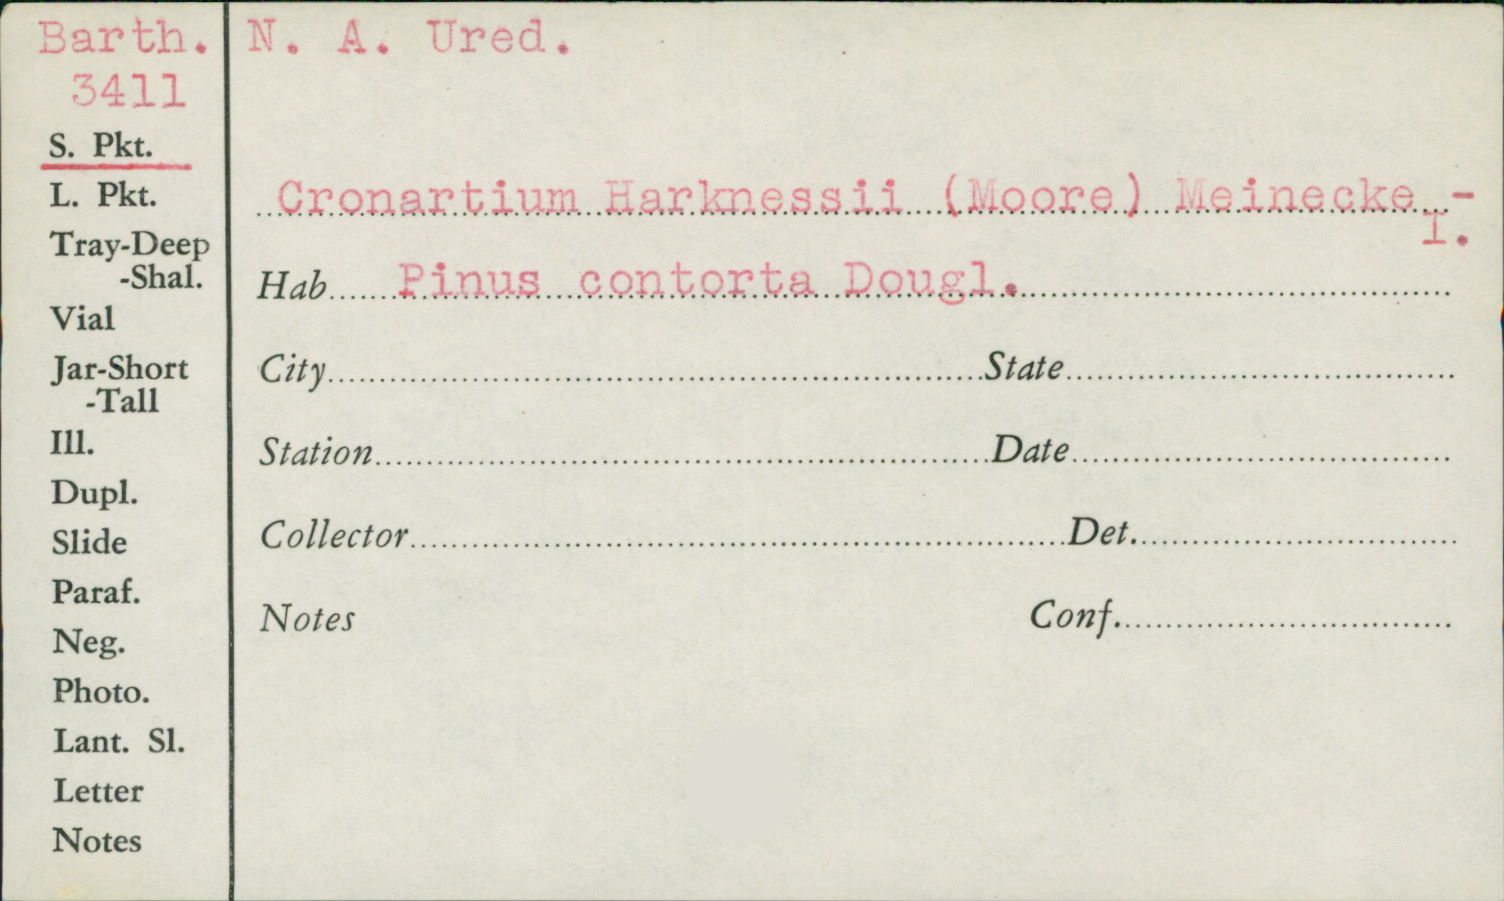 Barth.
3411
S. Pkt.
L. Pkt.
Tray-Deep
-Shal.
Vial
Jar-Short
-Tall
Ill.
Dupl.
Slide
Paraf.
Neg.
Photo.
Lant. Sl.
Letter
Notes
N. A. Ured.
Cronartium Harknessii (Moore) Meinecke -
I.
Hab Pinus contorta Dougl.
City State
Station Date
Collector Det.
Notes Conf.